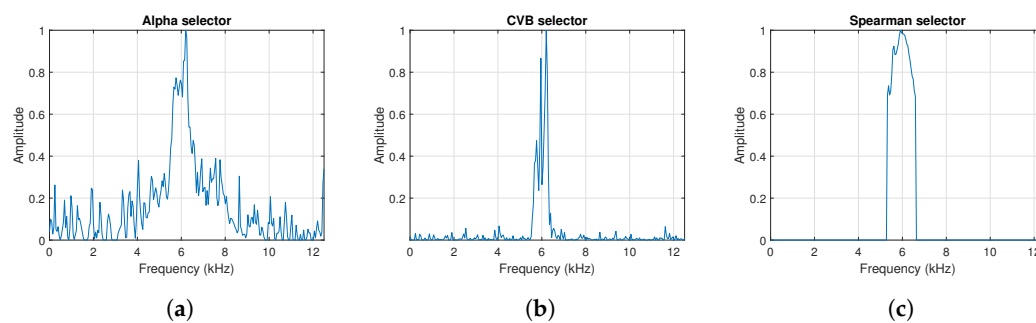 Alpha selector
Amplitude
1
0.8
0.6
0.4
0.2
0
0 2 4 6 8 10 12
Frequency (kHz)
(a)
CVB selector
Amplitude
1
0.8
0.6
0.4
0.2
0
0 2 4 6 8 10 12
Frequency (kHz)
(b)
Spearman selector
Amplitude
1
0.8
0.6
0.4
0.2
0
0 2 4 6 8 10 12
Frequency (kHz)
(c)